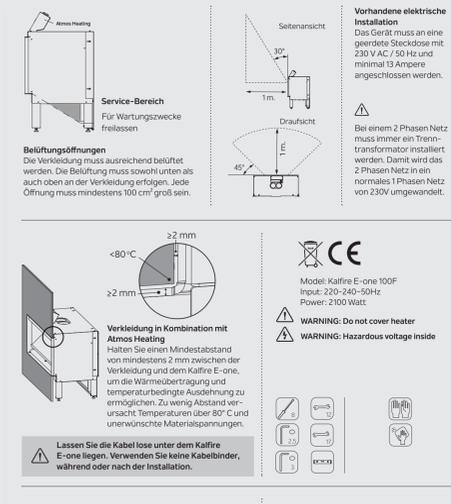 Atmos Heating
Service-Bereich
Für Wartungszwecke
freilassen
Belüftungsöffnungen
Die Verkleidung muss ausreichend belüftet
werden. Die Belüftung muss sowohl unten als
auch oben an der Verkleidung erfolgen. Jede
Öffnung muss mindestens 100 cm² groß sein.
Seitenansicht
30°
1 m.
Draufsicht
1 m.
45°
Vorhandene elektrische
Installation
Das Gerät muss an eine
geerdete Steckdose mit
230 V AC / 50 Hz und
minimal 13 Ampere
angeschlossen werden.
Bei einem 2 Phasen Netz
muss immer ein Trenn-
transformator installiert
werden. Damit wird das
2 Phasen Netz in ein
normales 1 Phasen Netz
von 230V umgewandelt.
≥2 mm
<80°C
≥2 mm
Verkleidung in Kombination mit
Atmos Heating
Halten Sie einen Mindestabstand
von mindestens 2 mm zwischen der
Verkleidung und dem Kalfire E-one,
um die Wärmeübertragung und
temperaturbedingte Ausdehnung zu
ermöglichen. Zu wenig Abstand ver-
ursacht Temperaturen über 80° C und
unerwünschte Materialspannungen.
Lassen Sie die Kabel lose unter dem Kalfire
E-one liegen. Verwenden Sie keine Kabelbinder,
während oder nach der Installation.
CE
Model: Kalfire E-one 100F
Input: 220-240~50Hz
Power: 2100 Watt
WARNING: Do not cover heater
WARNING: Hazardous voltage inside
8
12
2.5
17
3